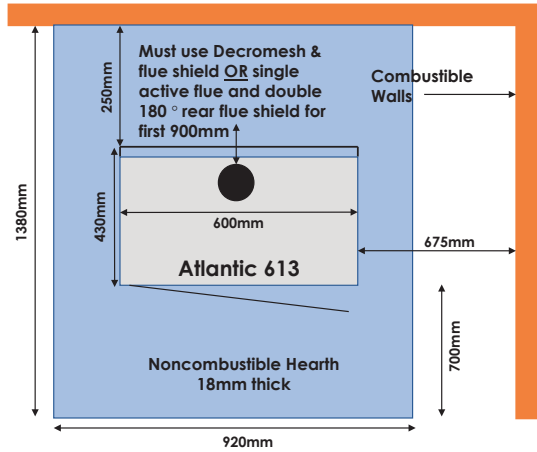 Must use Decromesh &
flue shield OR single
active flue and double
180 ° rear flue shield for
first 900mm
Combustible
Walls
250mm
1380mm
430mm
600mm
675mm
Atlantic 613
700mm
Noncombustible Hearth
18mm thick
920mm